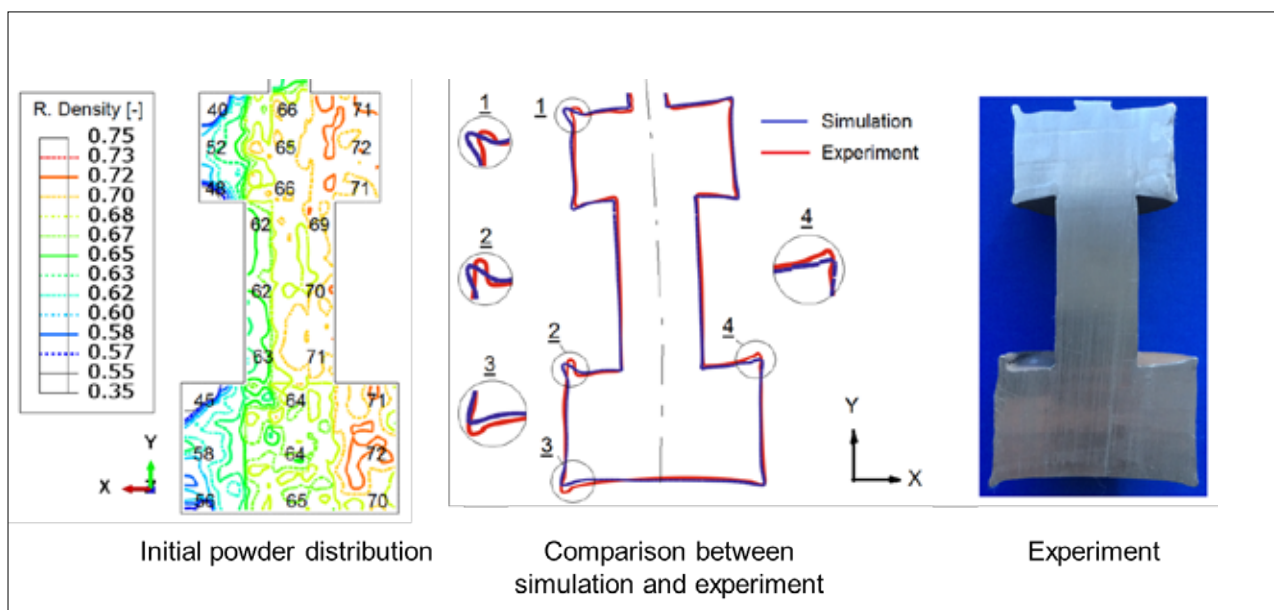 R. Density [-]
0.75
0.73
0.72
0.70
0.68
0.67
0.65
0.63
0.62
0.60
0.58
0.57
0.55
0.35
Y
X
Z
40 66 71
52 65 72
48 66 71
62 69
62 70
63 71
45 64 71
58 64 72
56 65 70
1
1
2
2
3
3
4
4
Simulation
Experiment
Y
X
Initial powder distribution
Comparison between
simulation and experiment
Experiment